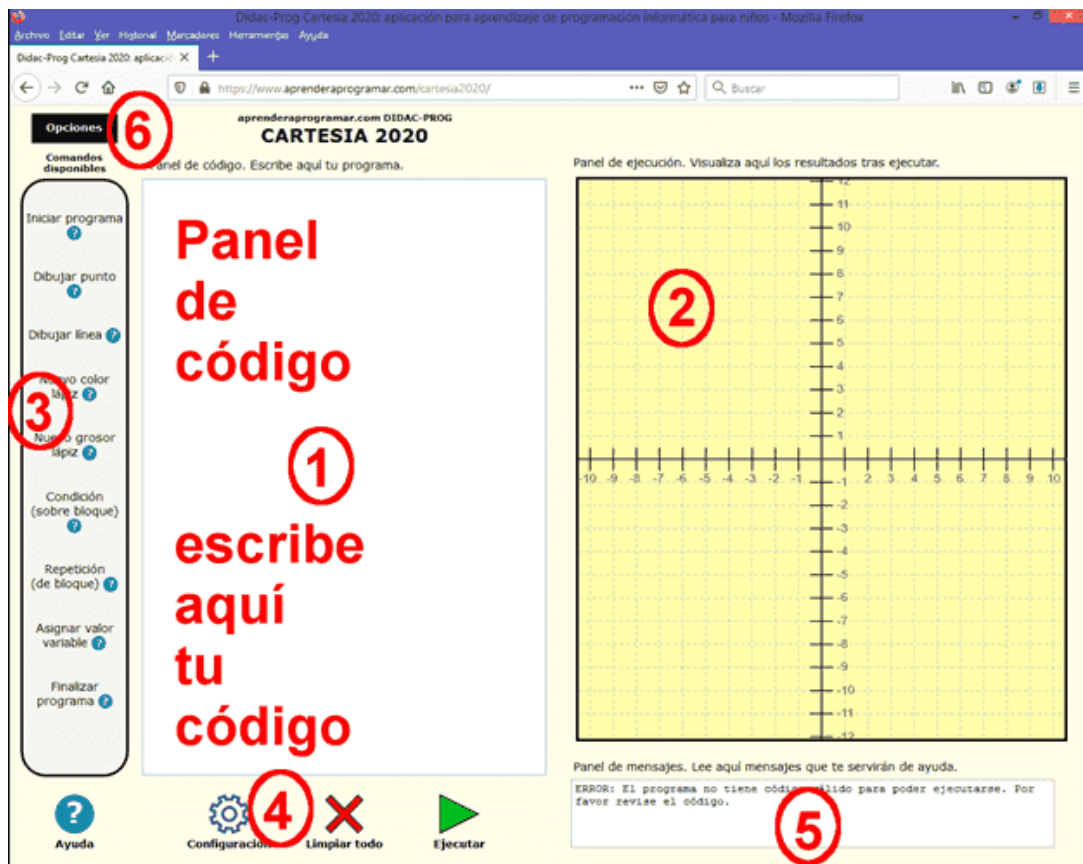 Didac-Prog Cartesia 2020: aplicación para aprendizaje de programación informática para niños - Mozilla Firefox
Archivo Editar Ver Historial Marcadores Herramientas Ayuda
Didac-Prog Cartesia 2020: aplicació
https://www.aprenderaprogramar.com/cartesia2020/
Buscar
Opciones
6
aprenderaprogramar.com DIDAC-PROG
CARTESIA 2020
Comandos
disponibles
Panel de código. Escribe aquí tu programa.
Panel de ejecución. Visualiza aquí los resultados tras ejecutar.
Iniciar programa
?
Dibujar punto
?
Dibujar línea ?
Nuevo color
lápiz ?
3
Nuevo grosor
lápiz ?
Condición
(sobre bloque)
?
Repetición
(de bloque) ?
Asignar valor
variable ?
Finalizar
programa ?
Panel
de
código
1
escribe
aquí
tu
código
2
12
11
10
9
8
7
6
5
4
3
2
1
-10 -9 -8 -7 -6 -5 -4 -3 -2 -1 2 3 4 5 6 7 8 9 10
-1
-2
-3
-4
-5
-6
-7
-8
-9
-10
-11
-12
?
Ayuda
Configuración
4
Limpiar todo
Ejecutar
Panel de mensajes. Lee aquí mensajes que te servirán de ayuda.
ERROR: El programa no tiene código válido para poder ejecutarse. Por
favor revise el código.
5